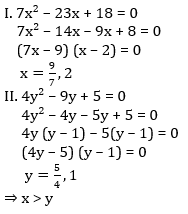 I. 7x² − 23x + 18 = 0
7x² − 14x − 9x + 8 = 0
(7x − 9) (x − 2) = 0
x = 9/7, 2
II. 4y² − 9y + 5 = 0
4y² − 4y − 5y + 5 = 0
4y (y − 1) − 5(y − 1) = 0
(4y − 5) (y − 1) = 0
y = 5/4, 1
⇒ x > y